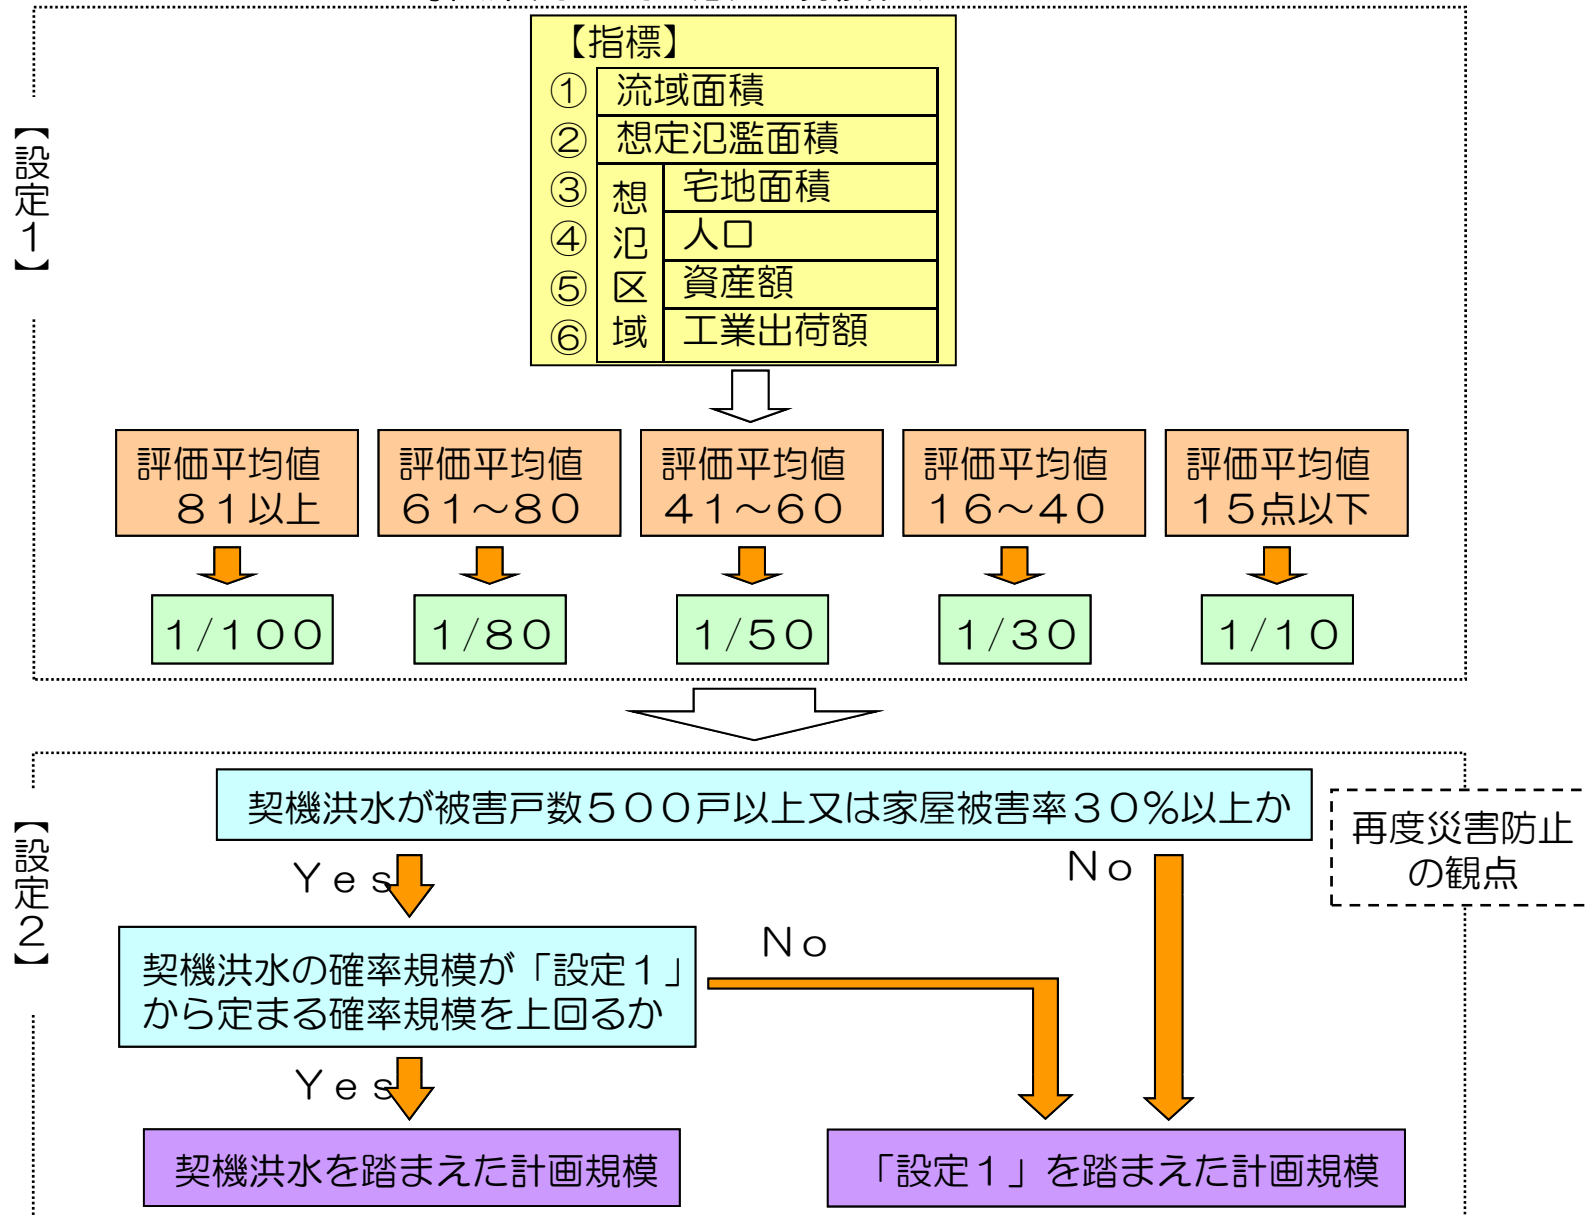 【設定１】
【指標】
① 流域面積
② 想定氾濫面積
想氾区域
③ 宅地面積
④ 人口
⑤ 資産額
⑥ 工業出荷額
評価平均値
８１以上
評価平均値
６１～８０
評価平均値
４１～６０
評価平均値
１６～４０
評価平均値
１５点以下
１/１００
１/８０
１/５０
１/３０
１/１０
【設定２】
契機洪水が被害戸数５００戸以上又は家屋被害率３０％以上か
再度災害防止
の観点
Ｙｅｓ
Ｎｏ
契機洪水の確率規模が「設定１」
から定まる確率規模を上回るか
Ｎｏ
Ｙｅｓ
契機洪水を踏まえた計画規模
「設定１」を踏まえた計画規模